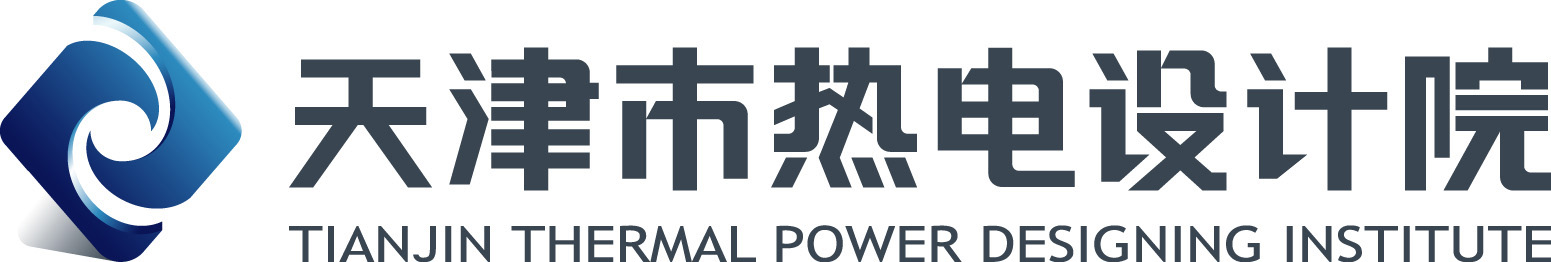 天津市热电设计院
TIANJIN THERMAL POWER DESIGNING INSTITUTE